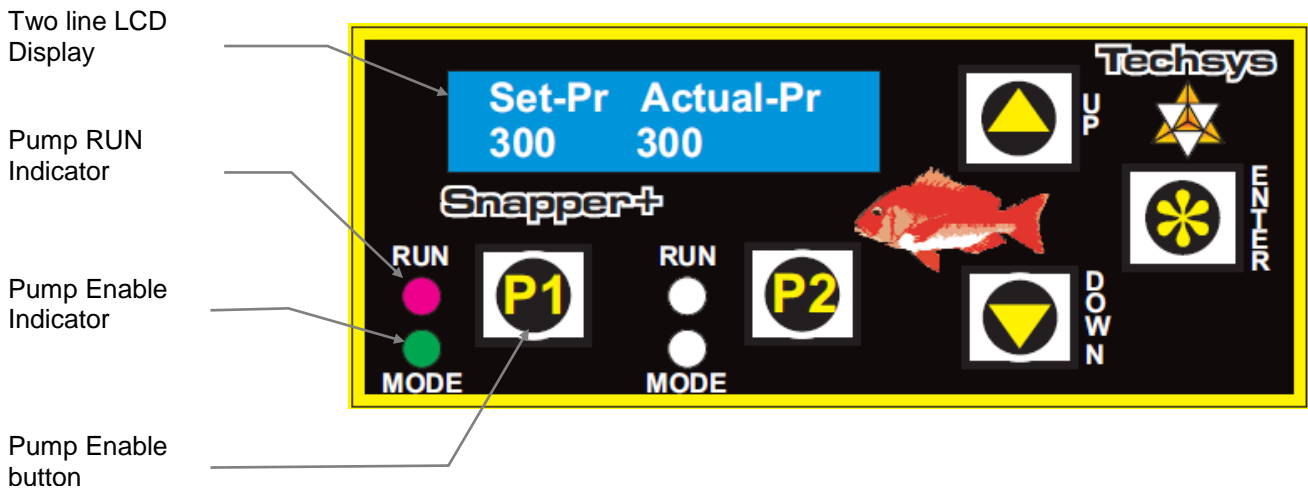 Two line LCD
Display
Pump RUN
Indicator
Pump Enable
Indicator
Pump Enable
button
Techsys
Set-Pr Actual-Pr
300 300
UP
Snapper+
ENTER
RUN
P1
MODE
RUN
P2
MODE
DOWN